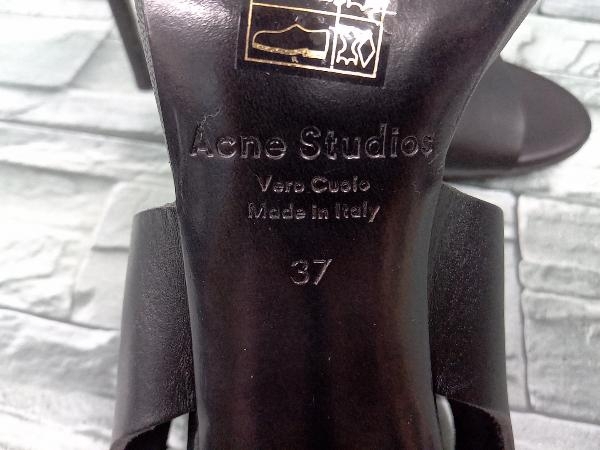 Acne Studios
Vero Cuoio
Made in Italy
37